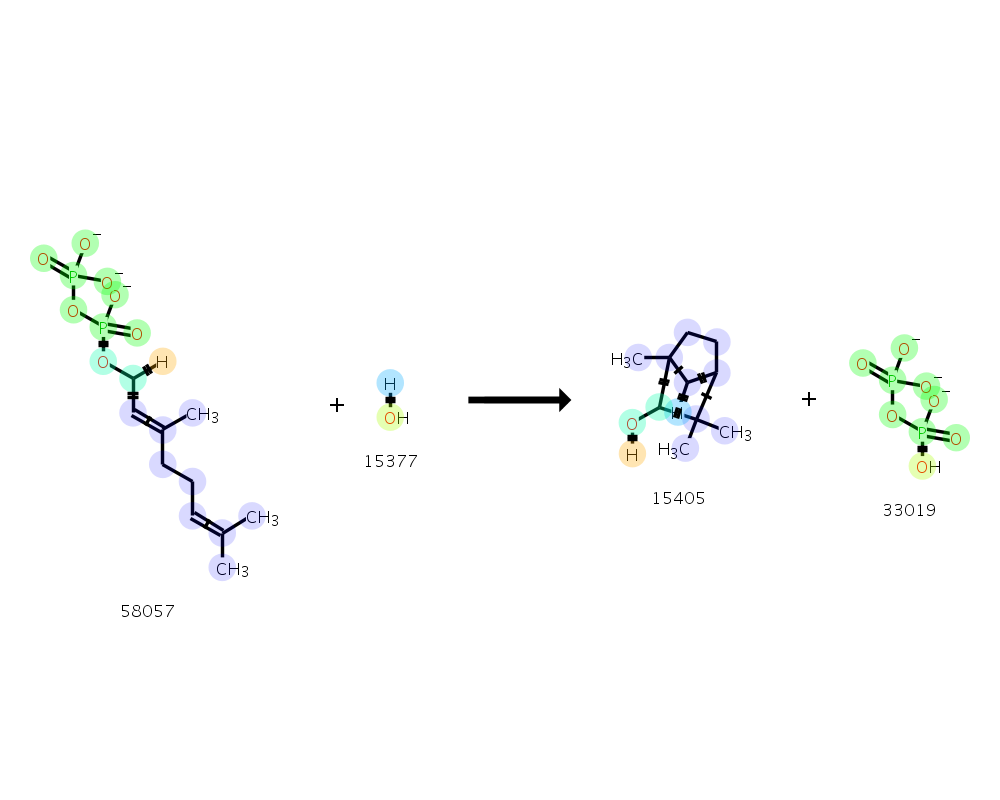 O O⁻
P O⁻
O O⁻
P O
O H
CH₃
CH₃
CH₃
58057
+
H
OH
15377
H₃C
O H
H
H₃C CH₃
15405
+
O O⁻
P O⁻
O O⁻
P O
OH
33019